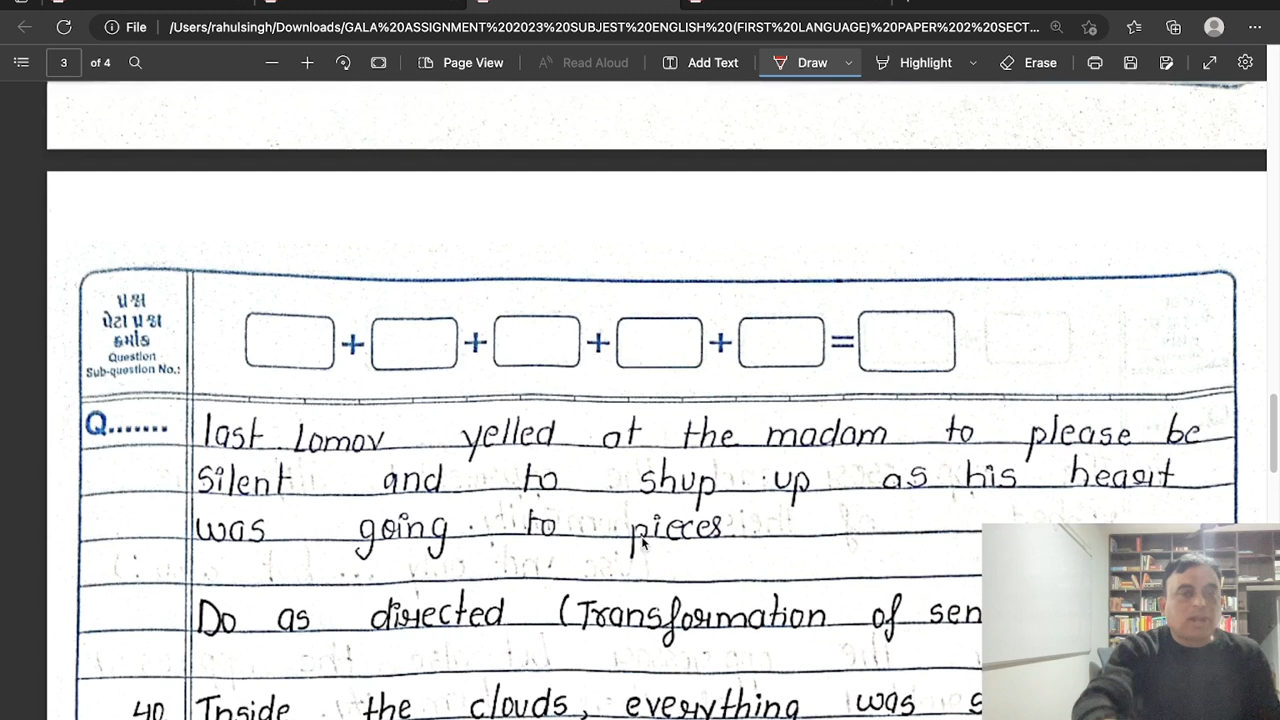 File /Users/rahulsingh/Downloads/GALA%20ASSIGNMENT%202023%20SUBJEST%20ENGLISH%20(FIRST%20LANGUAGE)%20PAPER%202%20SECT...
3 of 4 Page View Read Aloud Add Text Draw Highlight Erase
પ્રશ્ન
પેટા પ્રશ્ન
ક્રમાંક
Question
Sub-question No.:
+ + + + =
Q.......
last Lomov yelled at the madam to please be
silent and to shup up as his heart
was going to pieces
Do as directed (Transformation of sen
40 Inside the clouds, everything was s